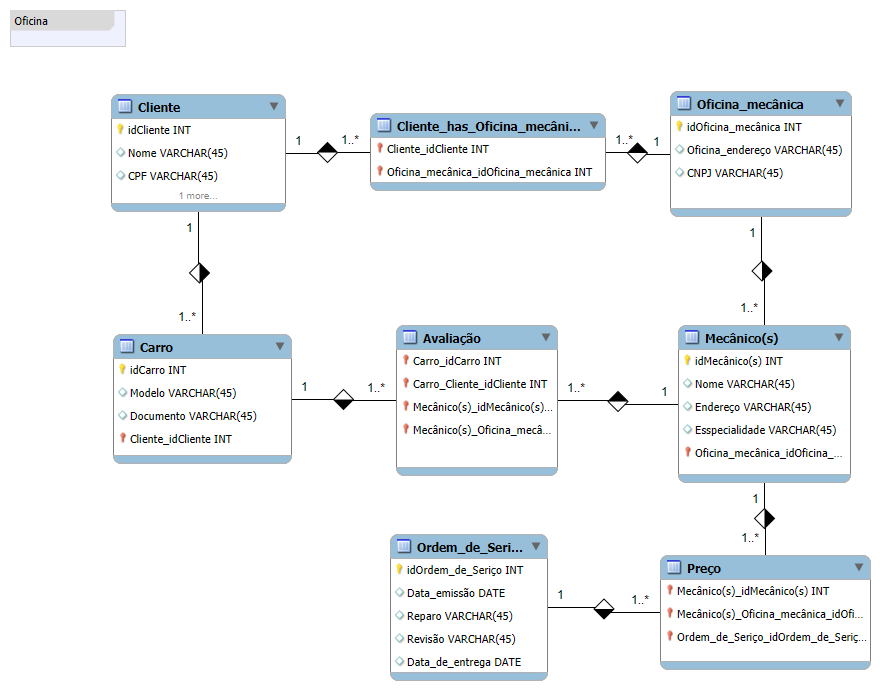 Oficina
Cliente
idCliente INT
Nome VARCHAR(45)
CPF VARCHAR(45)
1 more...
1
1..*
Cliente_has_Oficina_mecâni...
Cliente_idCliente INT
Oficina_mecânica_idOficina_mecânica INT
1..*
1
Oficina_mecânica
idOficina_mecânica INT
Oficina_endereço VARCHAR(45)
CNPJ VARCHAR(45)
1
1..*
1
1..*
Carro
idCarro INT
Modelo VARCHAR(45)
Documento VARCHAR(45)
Cliente_idCliente INT
1
1..*
Avaliação
Carro_idCarro INT
Carro_Cliente_idCliente INT
Mecânico(s)_idMecânico(s)...
Mecânico(s)_Oficina_mecâ...
1..*
1
Mecânico(s)
idMecânico(s) INT
Nome VARCHAR(45)
Endereço VARCHAR(45)
Esspecialidade VARCHAR(45)
Oficina_mecânica_idOficina_...
1
1..*
Ordem_de_Seri...
idOrdem_de_Seriço INT
Data_emissão DATE
Reparo VARCHAR(45)
Revisão VARCHAR(45)
Data_de_entrega DATE
1
1..*
Preço
Mecânico(s)_idMecânico(s) INT
Mecânico(s)_Oficina_mecânica_idOfi...
Ordem_de_Seriço_idOrdem_de_Seriç...